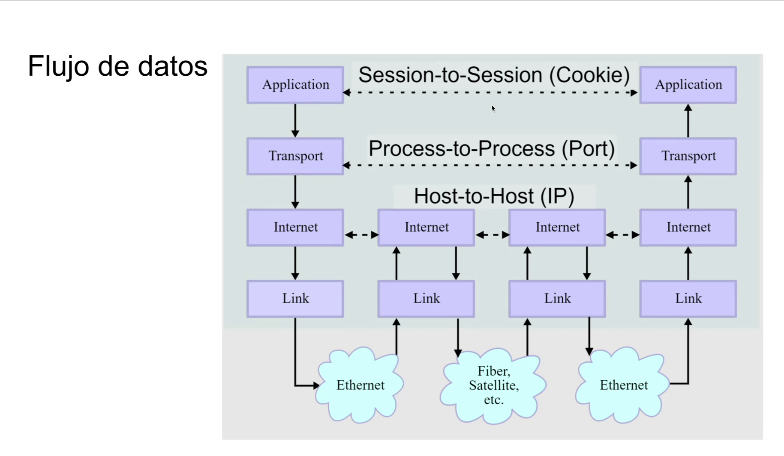 Flujo de datos
Session-to-Session (Cookie)
Application
Application
Process-to-Process (Port)
Transport
Transport
Host-to-Host (IP)
Internet
Internet
Internet
Internet
Link
Link
Link
Link
Ethernet
Fiber,
Satellite,
etc.
Ethernet